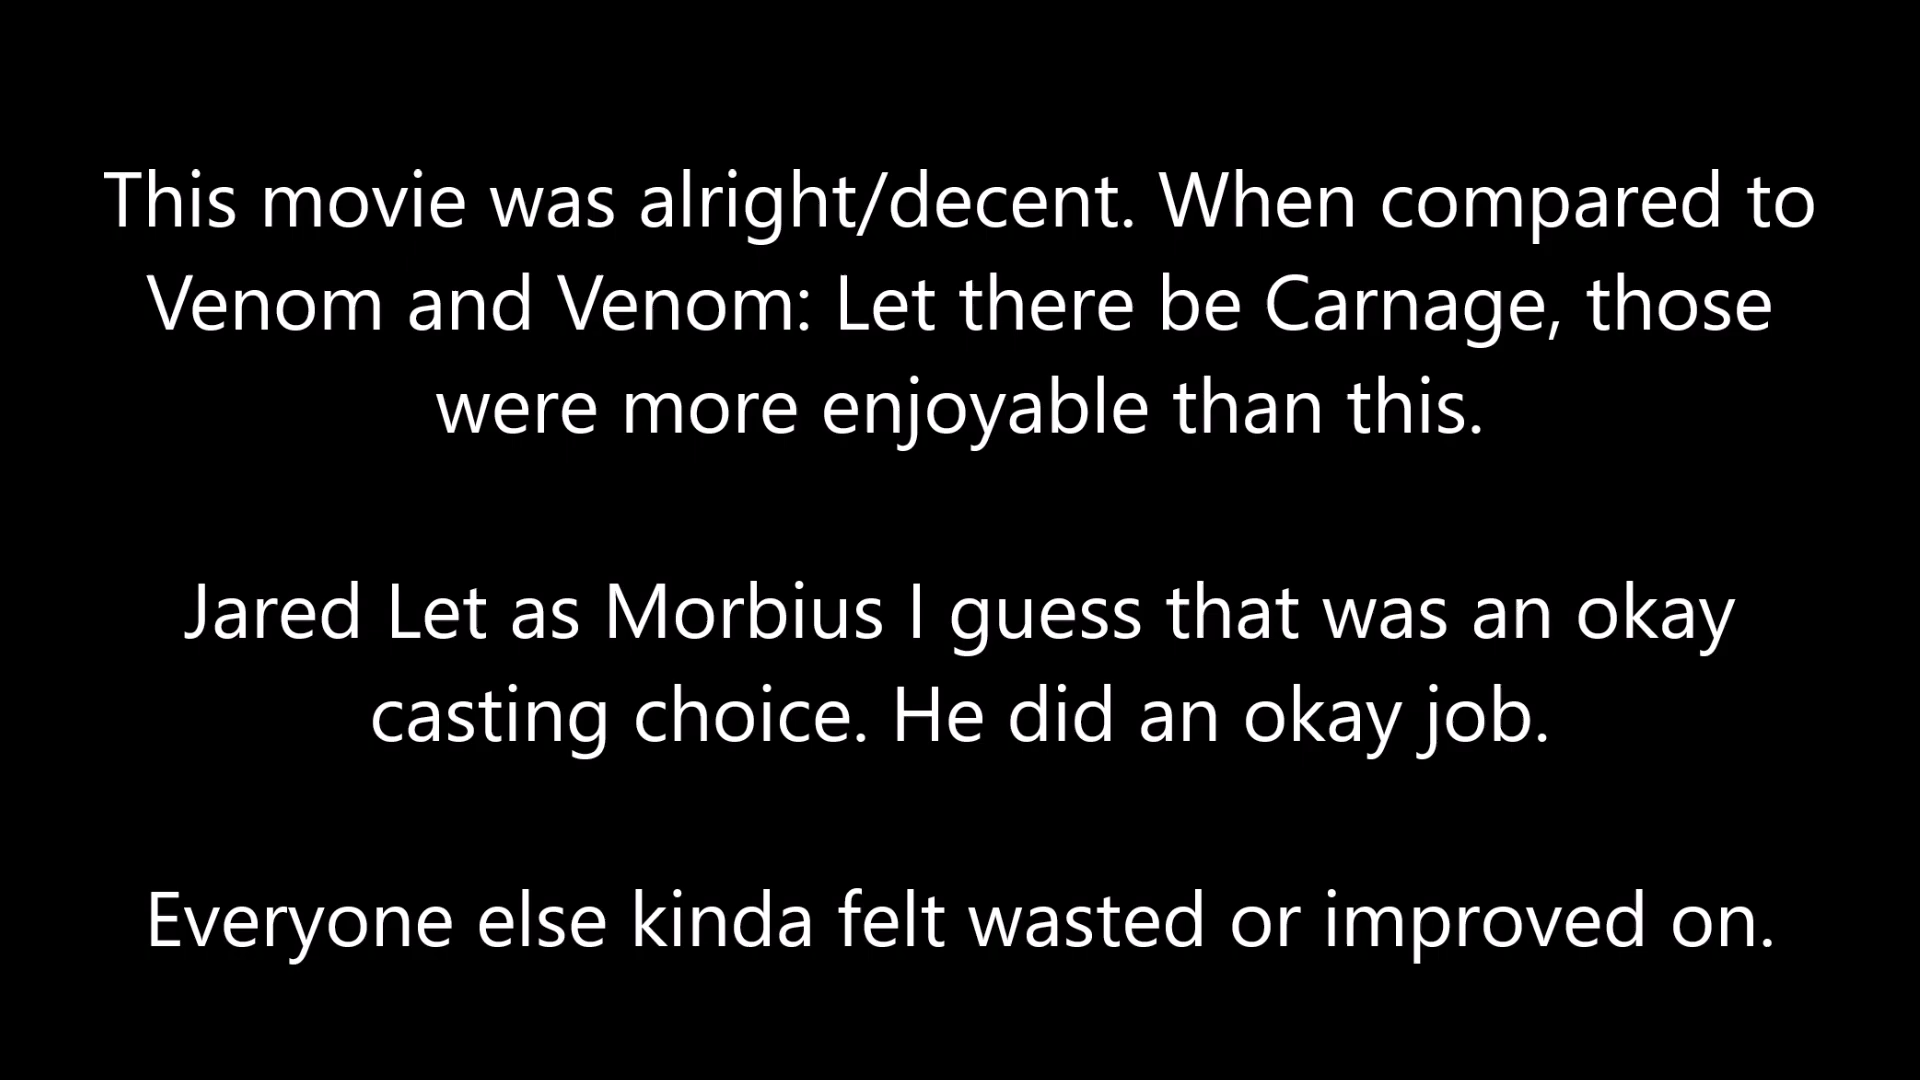 This movie was alright/decent. When compared to
Venom and Venom: Let there be Carnage, those
were more enjoyable than this.
Jared Let as Morbius I guess that was an okay
casting choice. He did an okay job.
Everyone else kinda felt wasted or improved on.